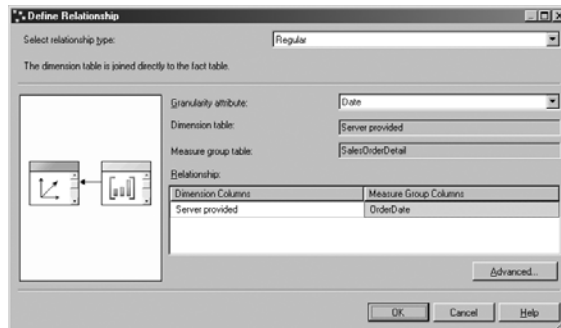 Define Relationship
Select relationship type: Regular
The dimension table is joined directly to the fact table.
Granularity attribute: Date
Dimension table: Server provided
Measure group table: SalesOrderDetail
Relationship:
Dimension Columns Measure Group Columns
Server provided OrderDate
Advanced...
OK Cancel Help